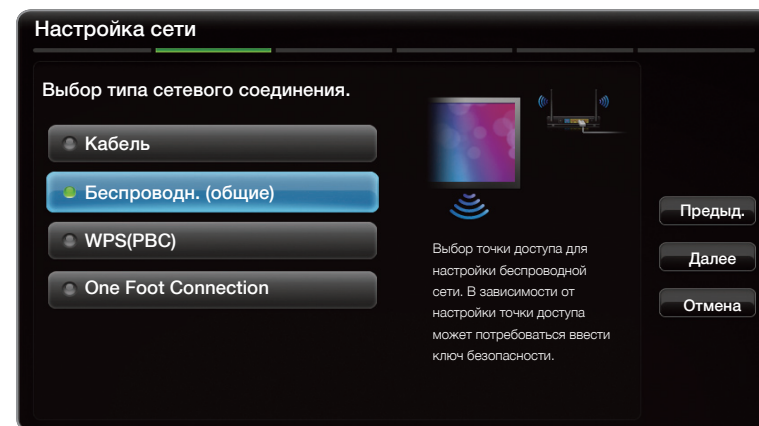 Настройка сети
Выбор типа сетевого соединения.
Кабель
Беспроводн. (общие)
WPS(PBC)
One Foot Connection
Выбор точки доступа для
настройки беспроводной
сети. В зависимости от
настройки точки доступа
может потребоваться ввести
ключ безопасности.
Предыд.
Далее
Отмена